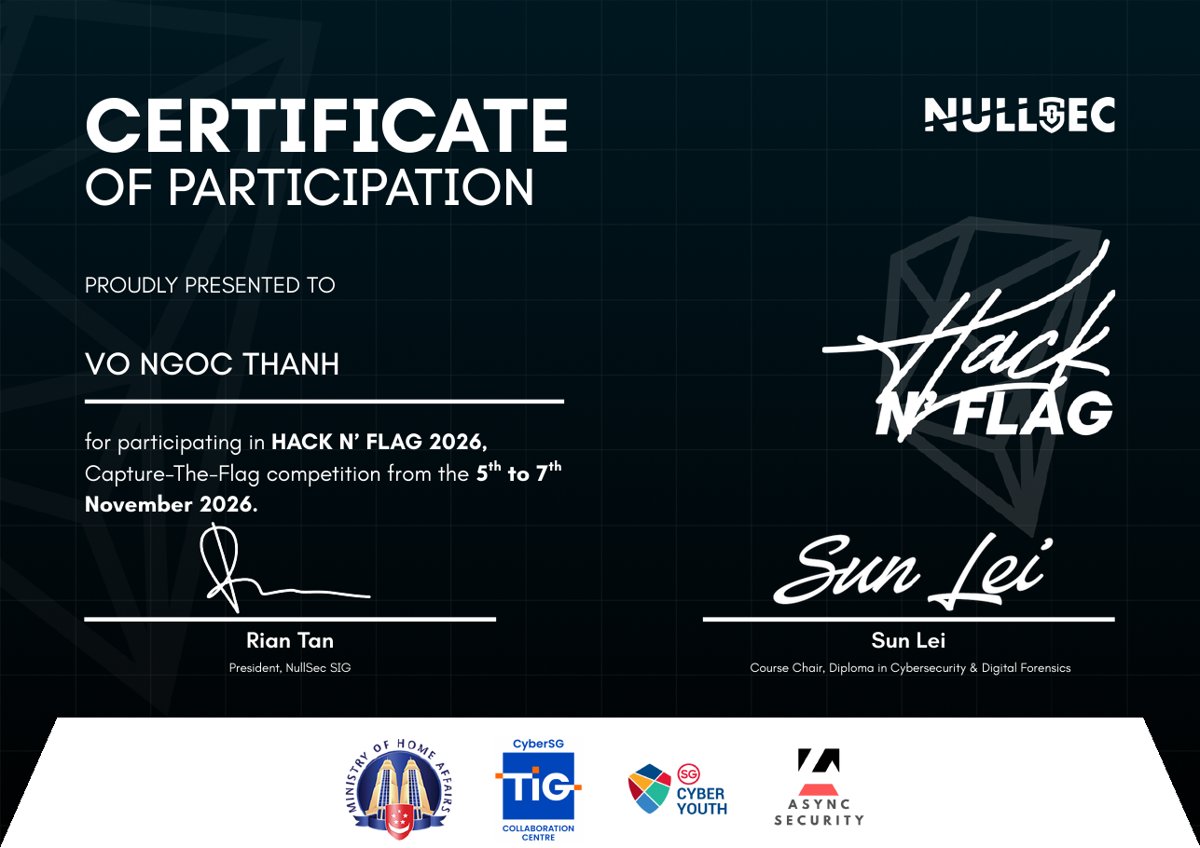 CERTIFICATE
OF PARTICIPATION
NULLSEC
PROUDLY PRESENTED TO
VO NGOC THANH
for participating in HACK N’ FLAG 2026,
Capture-The-Flag competition from the 5th to 7th
November 2026.
Hack
N’ FLAG
Sun Lei
Rian Tan
President, NullSec SIG
Sun Lei
Course Chair, Diploma in Cybersecurity & Digital Forensics
MINISTRY OF HOME AFFAIRS
CyberSG
TiG
COLLABORATION
CENTRE
SG
CYBER
YOUTH
ASYNC
SECURITY